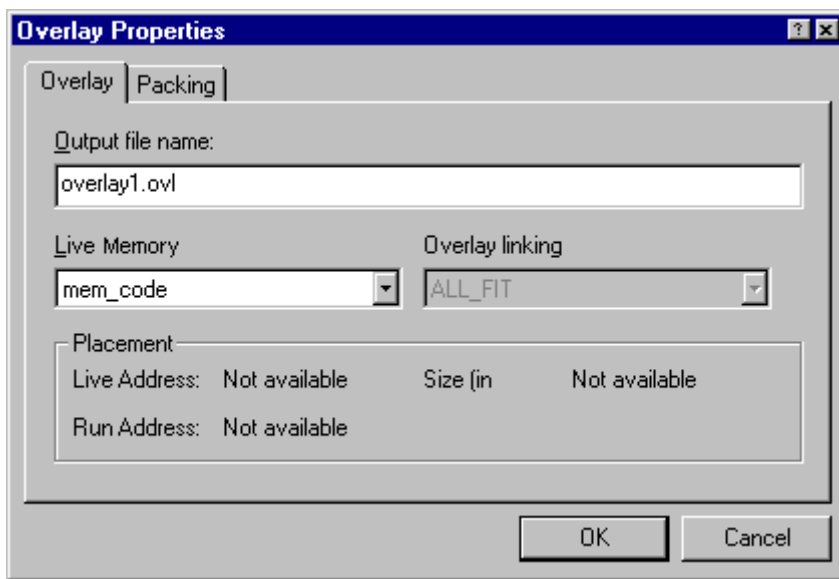 Overlay Properties
Overlay Packing
Output file name:
overlay1.ovl
Live Memory Overlay linking
mem_code ALL_FIT
Placement
Live Address: Not available Size (in Not available
Run Address: Not available
OK Cancel